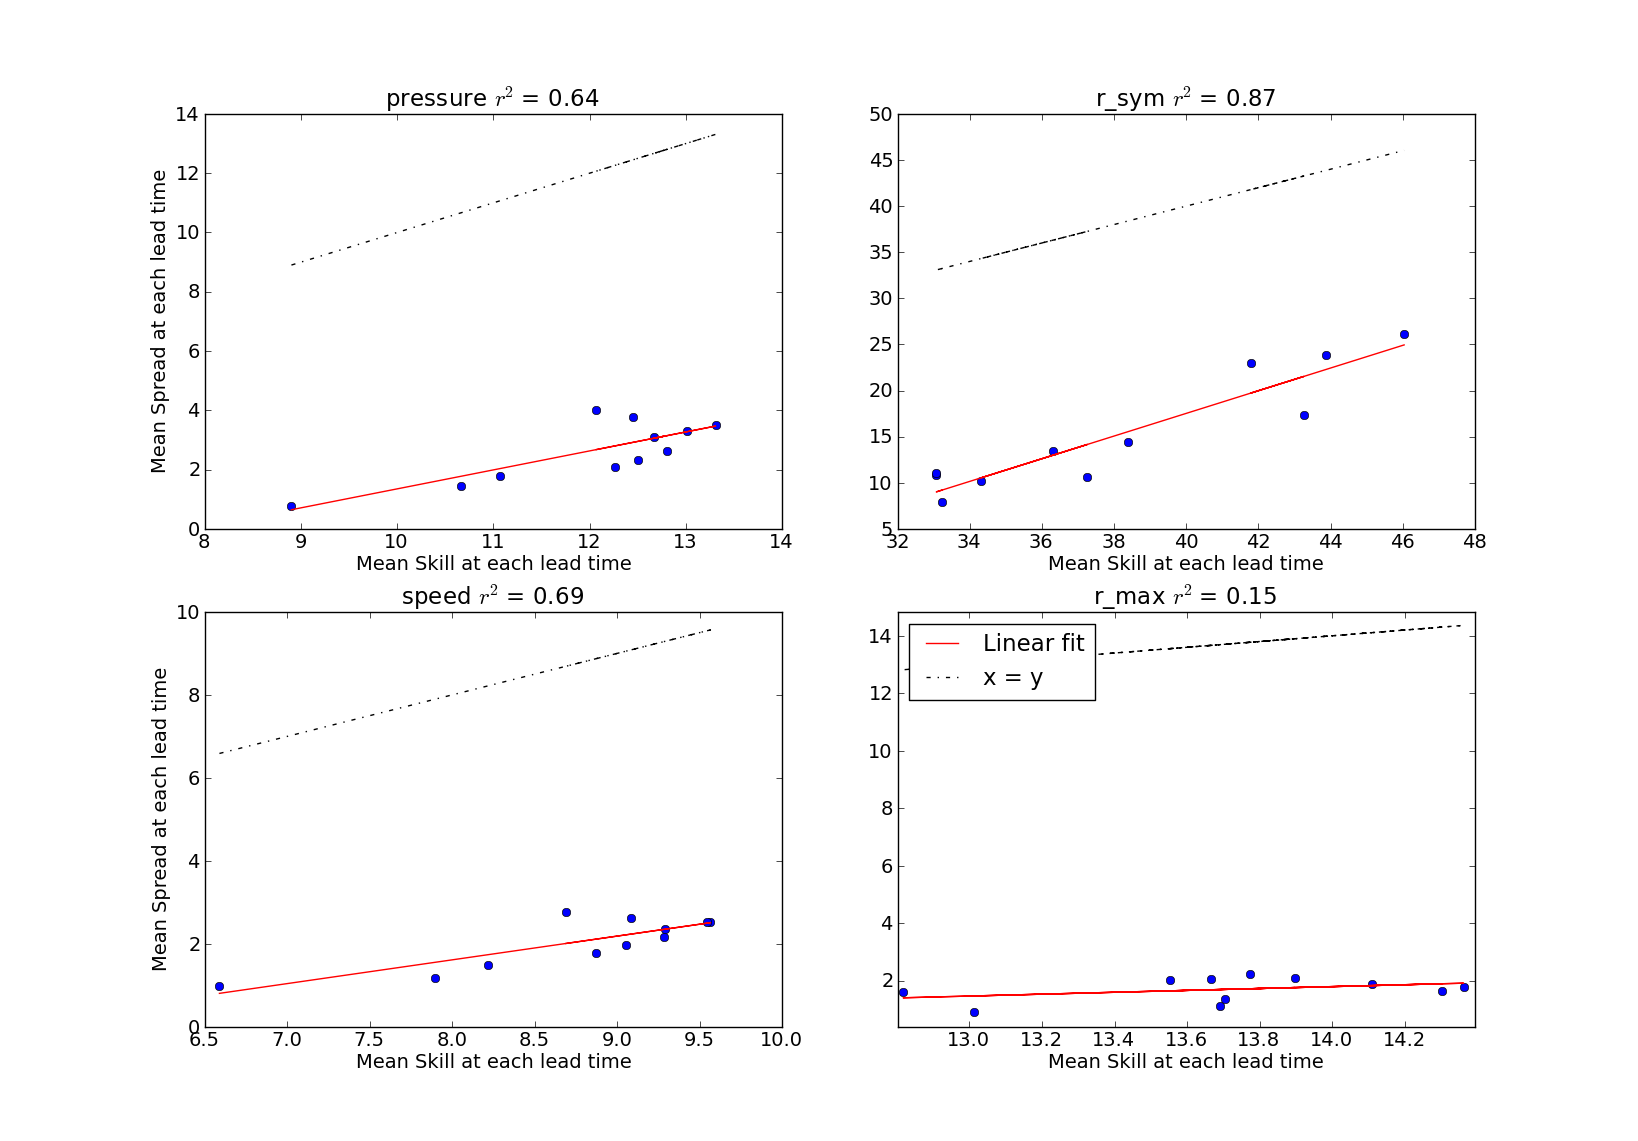 pressure r² = 0.64
14
12
10
8
6
4
2
0
Mean Spread at each lead time
8 9 10 11 12 13 14
Mean Skill at each lead time
r_sym r² = 0.87
50
45
40
35
30
25
20
15
10
5
32 34 36 38 40 42 44 46 48
Mean Skill at each lead time
speed r² = 0.69
10
8
6
4
2
0
Mean Spread at each lead time
6.5 7.0 7.5 8.0 8.5 9.0 9.5 10.0
Mean Skill at each lead time
r_max r² = 0.15
Linear fit
x = y
14
12
10
8
6
4
2
13.0 13.2 13.4 13.6 13.8 14.0 14.2
Mean Skill at each lead time